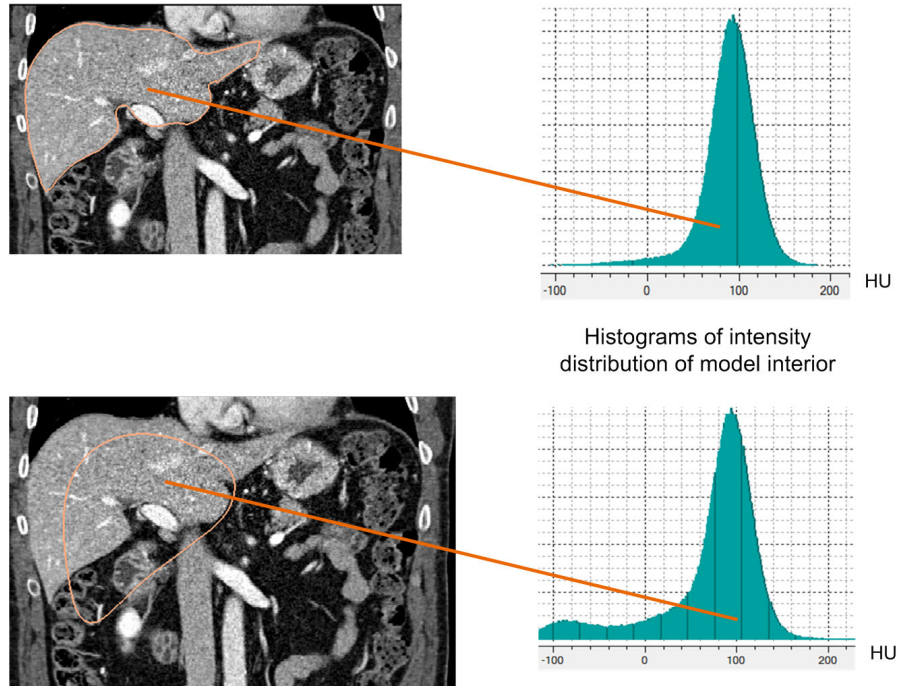 -100 0 100 200 HU
Histograms of intensity
distribution of model interior
-100 0 100 200 HU